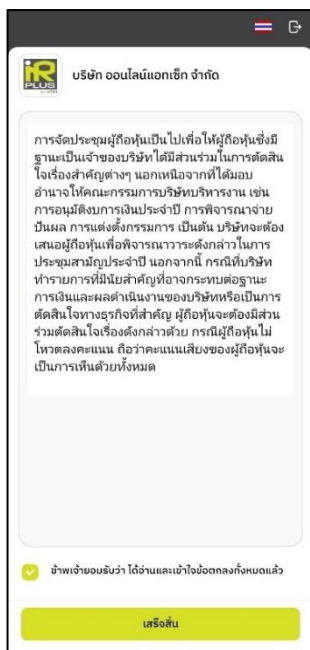 IR
PLUS
บริษัท ออนไลน์แอทเซ็ท จำกัด
การจัดประชุมผู้ถือหุ้นเป็นไปเพื่อให้ผู้ถือหุ้นซึ่งมี
ฐานะเป็นเจ้าของบริษัทได้มีส่วนร่วมในการตัดสิน
ใจเรื่องสำคัญต่างๆ นอกเหนือจากที่ได้มอบ
อำนาจให้คณะกรรมการบริษัทบริหารงาน เช่น
การอนุมัติงบการเงินประจำปี การพิจารณาจ่าย
ปันผล การแต่งตั้งกรรมการ เป็นต้น บริษัทจะต้อง
เสนอผู้ถือหุ้นเพื่อพิจารณาวาระดังกล่าวในการ
ประชุมสามัญประจำปี นอกจากนี้ กรณีที่บริษัท
ทำรายการที่มีนัยสำคัญที่อาจกระทบต่อฐานะ
การเงินและผลดำเนินงานของบริษัทหรือเป็นการ
ตัดสินใจทางธุรกิจที่สำคัญ ผู้ถือหุ้นจะต้องมีส่วน
ร่วมตัดสินใจเรื่องดังกล่าวด้วย กรณีผู้ถือหุ้นไม่
โหวตลงคะแนน ถือว่าคะแนนเสียงของผู้ถือหุ้นจะ
เป็นการเห็นด้วยทั้งหมด
ข้าพเจ้ายอมรับว่า ได้อ่านและเข้าใจข้อตกลงทั้งหมดแล้ว
เสร็จสิ้น